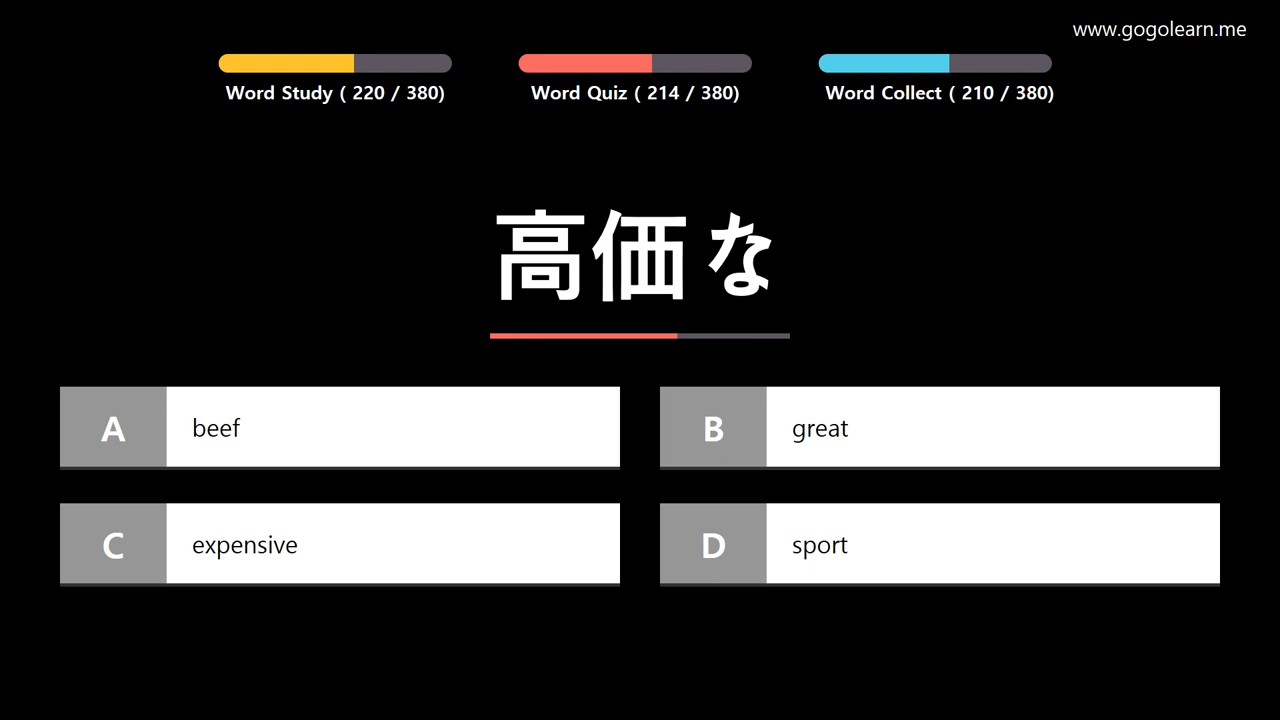 www.gogolearn.me
Word Study ( 220 / 380)
Word Quiz ( 214 / 380)
Word Collect ( 210 / 380)
高価な
A beef
B great
C expensive
D sport